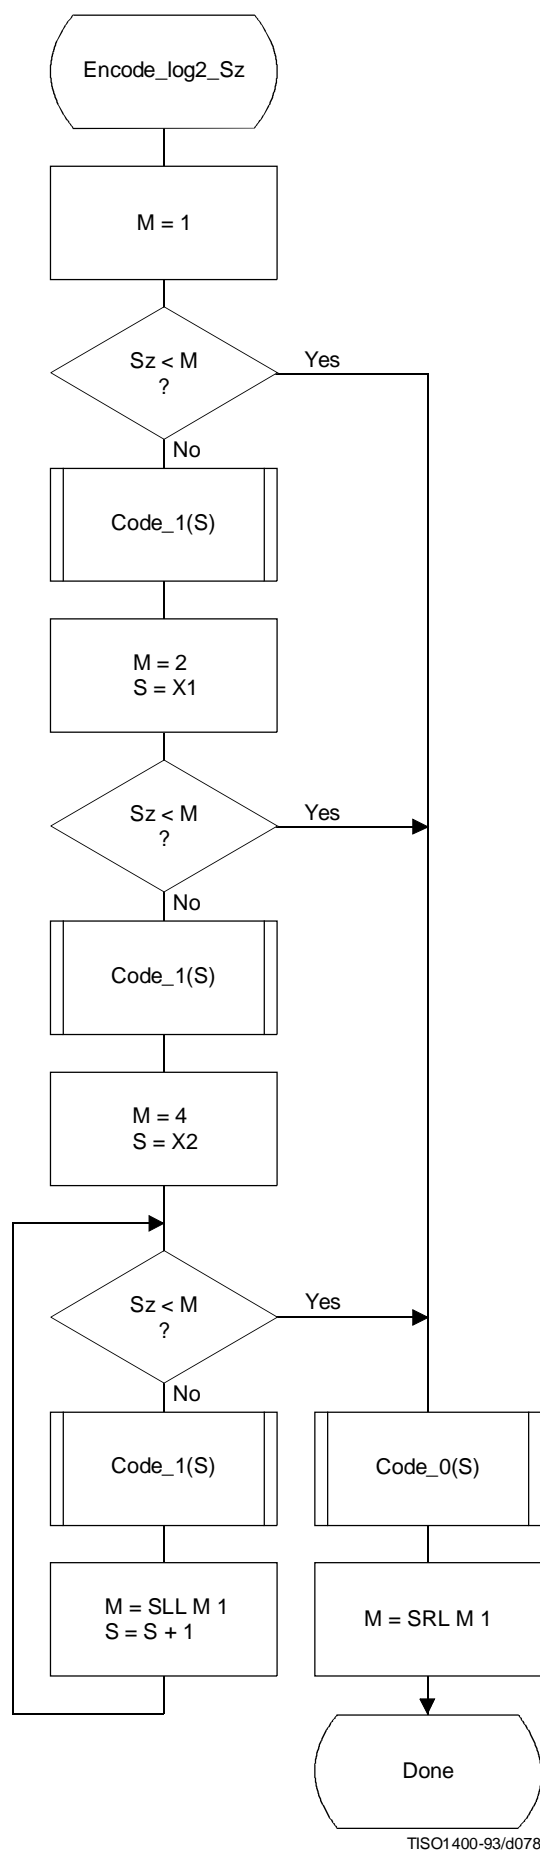 Encode_log2_Sz
M = 1
Sz < M
?
Yes
No
Code_1(S)
M = 2
S = X1
Sz < M
?
Yes
No
Code_1(S)
M = 4
S = X2
Sz < M
?
Yes
No
Code_1(S)
Code_0(S)
M = SLL M 1
S = S + 1
M = SRL M 1
Done
TISO1400-93/d078